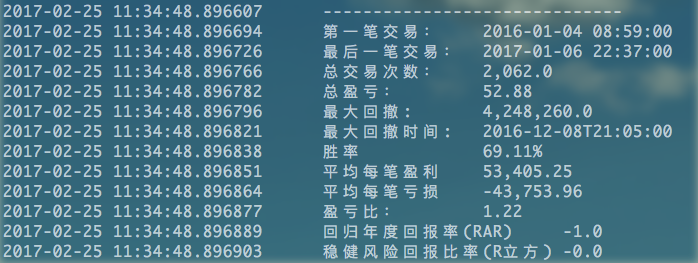 2017-02-25 11:34:48.896607 ------------------------------
2017-02-25 11:34:48.896694 第一笔交易： 2016-01-04 08:59:00
2017-02-25 11:34:48.896726 最后一笔交易： 2017-01-06 22:37:00
2017-02-25 11:34:48.896766 总交易次数： 2,062.0
2017-02-25 11:34:48.896782 总盈亏： 52.88
2017-02-25 11:34:48.896796 最大回撤: 4,248,260.0
2017-02-25 11:34:48.896821 最大回撤时间: 2016-12-08T21:05:00
2017-02-25 11:34:48.896838 胜率 69.11%
2017-02-25 11:34:48.896851 平均每笔盈利 53,405.25
2017-02-25 11:34:48.896864 平均每笔亏损 -43,753.96
2017-02-25 11:34:48.896877 盈亏比： 1.22
2017-02-25 11:34:48.896889 回归年度回报率(RAR) -1.0
2017-02-25 11:34:48.896903 稳健风险回报比率(R立方) -0.0